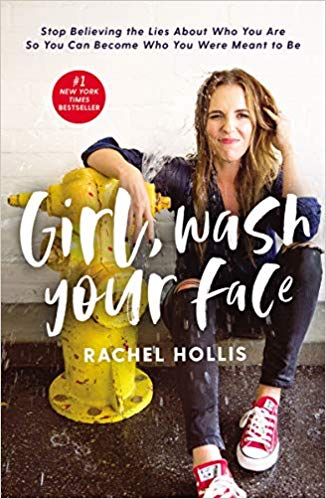 Stop Believing the Lies About Who You Are
So You Can Become Who You Were Meant to Be
#1
NEW YORK
TIMES
BESTSELLER
Girl, wash
your face
RACHEL HOLLIS